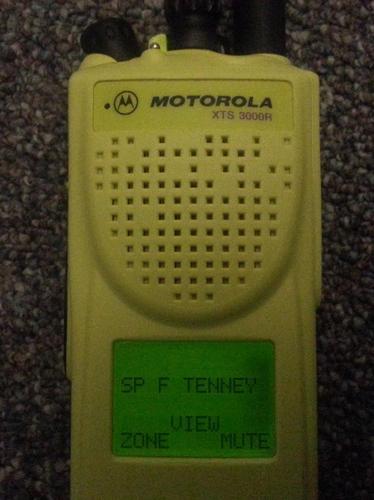 MOTOROLA
XTS 3000R
SP F TENNEY
VIEW
ZONE MUTE